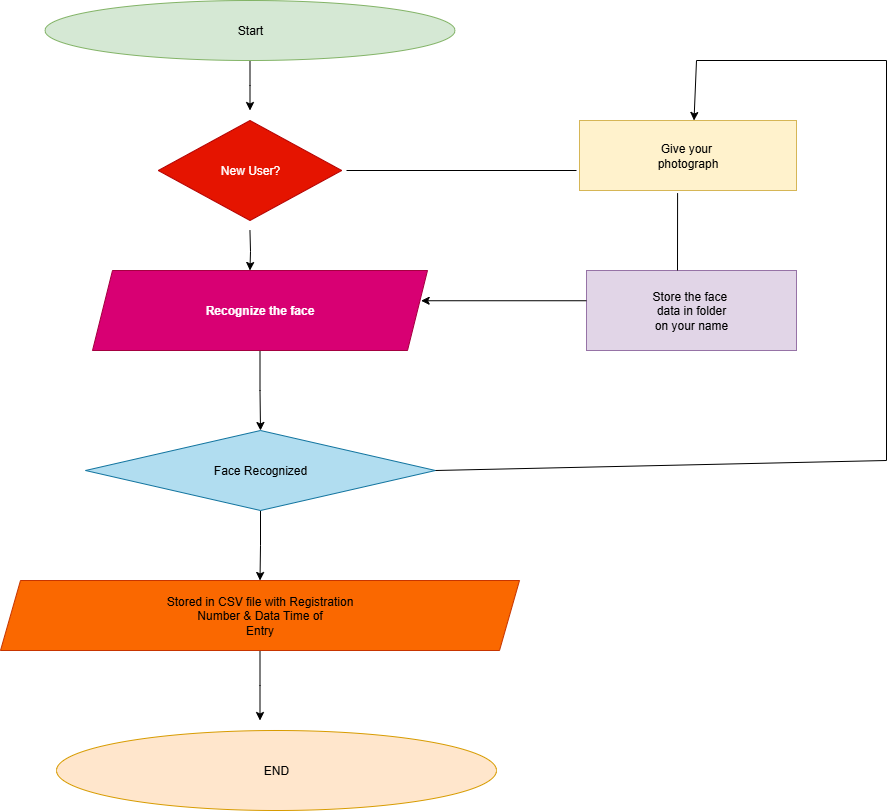 Start
New User?
Give your
photograph
Recognize the face
Store the face
data in folder
on your name
Face Recognized
Stored in CSV file with Registration
Number & Data Time of
Entry
END